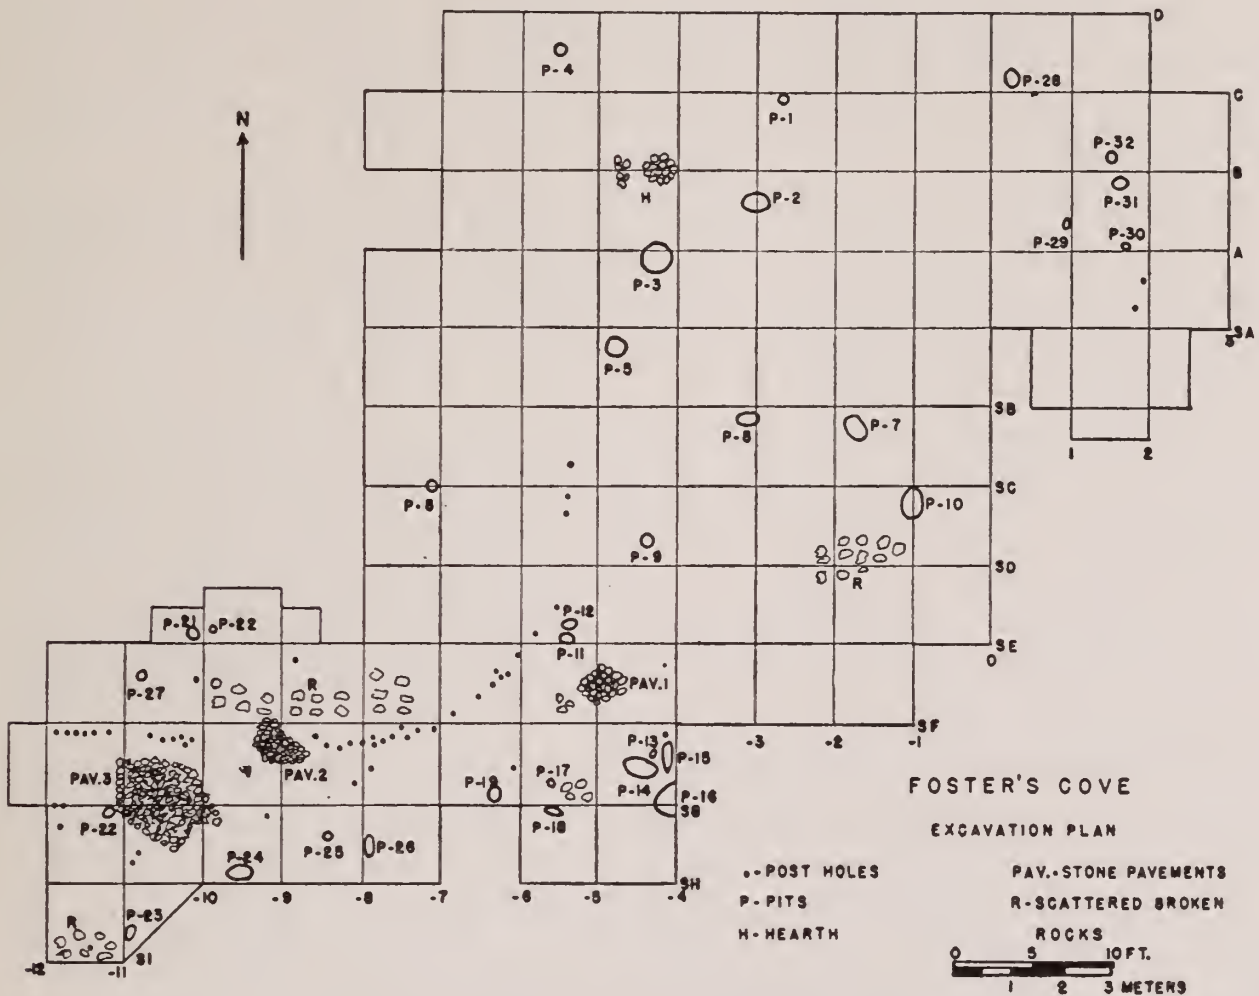 D
N
P-4
P-28
C
P-1
P-32
B
H
P-2
P-31
P-29
P-30
A
P-3
SA
3
P-5
SB
P-6
P-7
1
2
SC
P-8
P-10
P-9
SD
R
P-12
P-21
P-22
P-11
SE
0
P-27
R
PAV.1
SF
-3
-2
-1
P-13
P-15
PAV.3
PAV.2
P-19
P-17
P-14
P-16
SG
FOSTER'S COVE
P-22
P-18
EXCAVATION PLAN
P-25
P-26
P-24
•.-POST HOLES
PAV.-STONE PAVEMENTS
-10
-9
-8
-7
-6
-5
-4
SH
P-PITS
R-SCATTERED BROKEN
ROCKS
P-23
R
H-HEARTH
0 5 10 FT.
-12
-11
SI
1 2 3 METERS